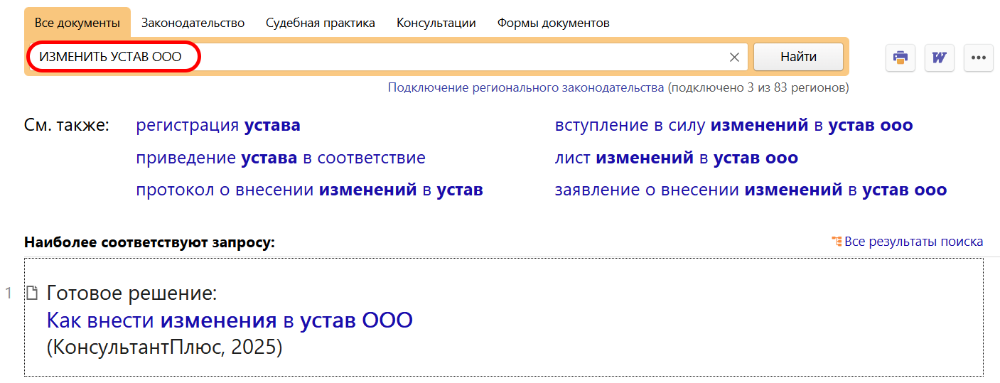 Все документы Законодательство Судебная практика Консультации Формы документов
ИЗМЕНИТЬ УСТАВ ООО Найти
Подключение регионального законодательства (подключено 3 из 83 регионов)
См. также: регистрация устава вступление в силу изменений в устав ооо
приведение устава в соответствие лист изменений в устав ооо
протокол о внесении изменений в устав заявление о внесении изменений в устав ооо
Наиболее соответствуют запросу: Все результаты поиска
1 Готовое решение:
Как внести изменения в устав ООО
(КонсультантПлюс, 2025)